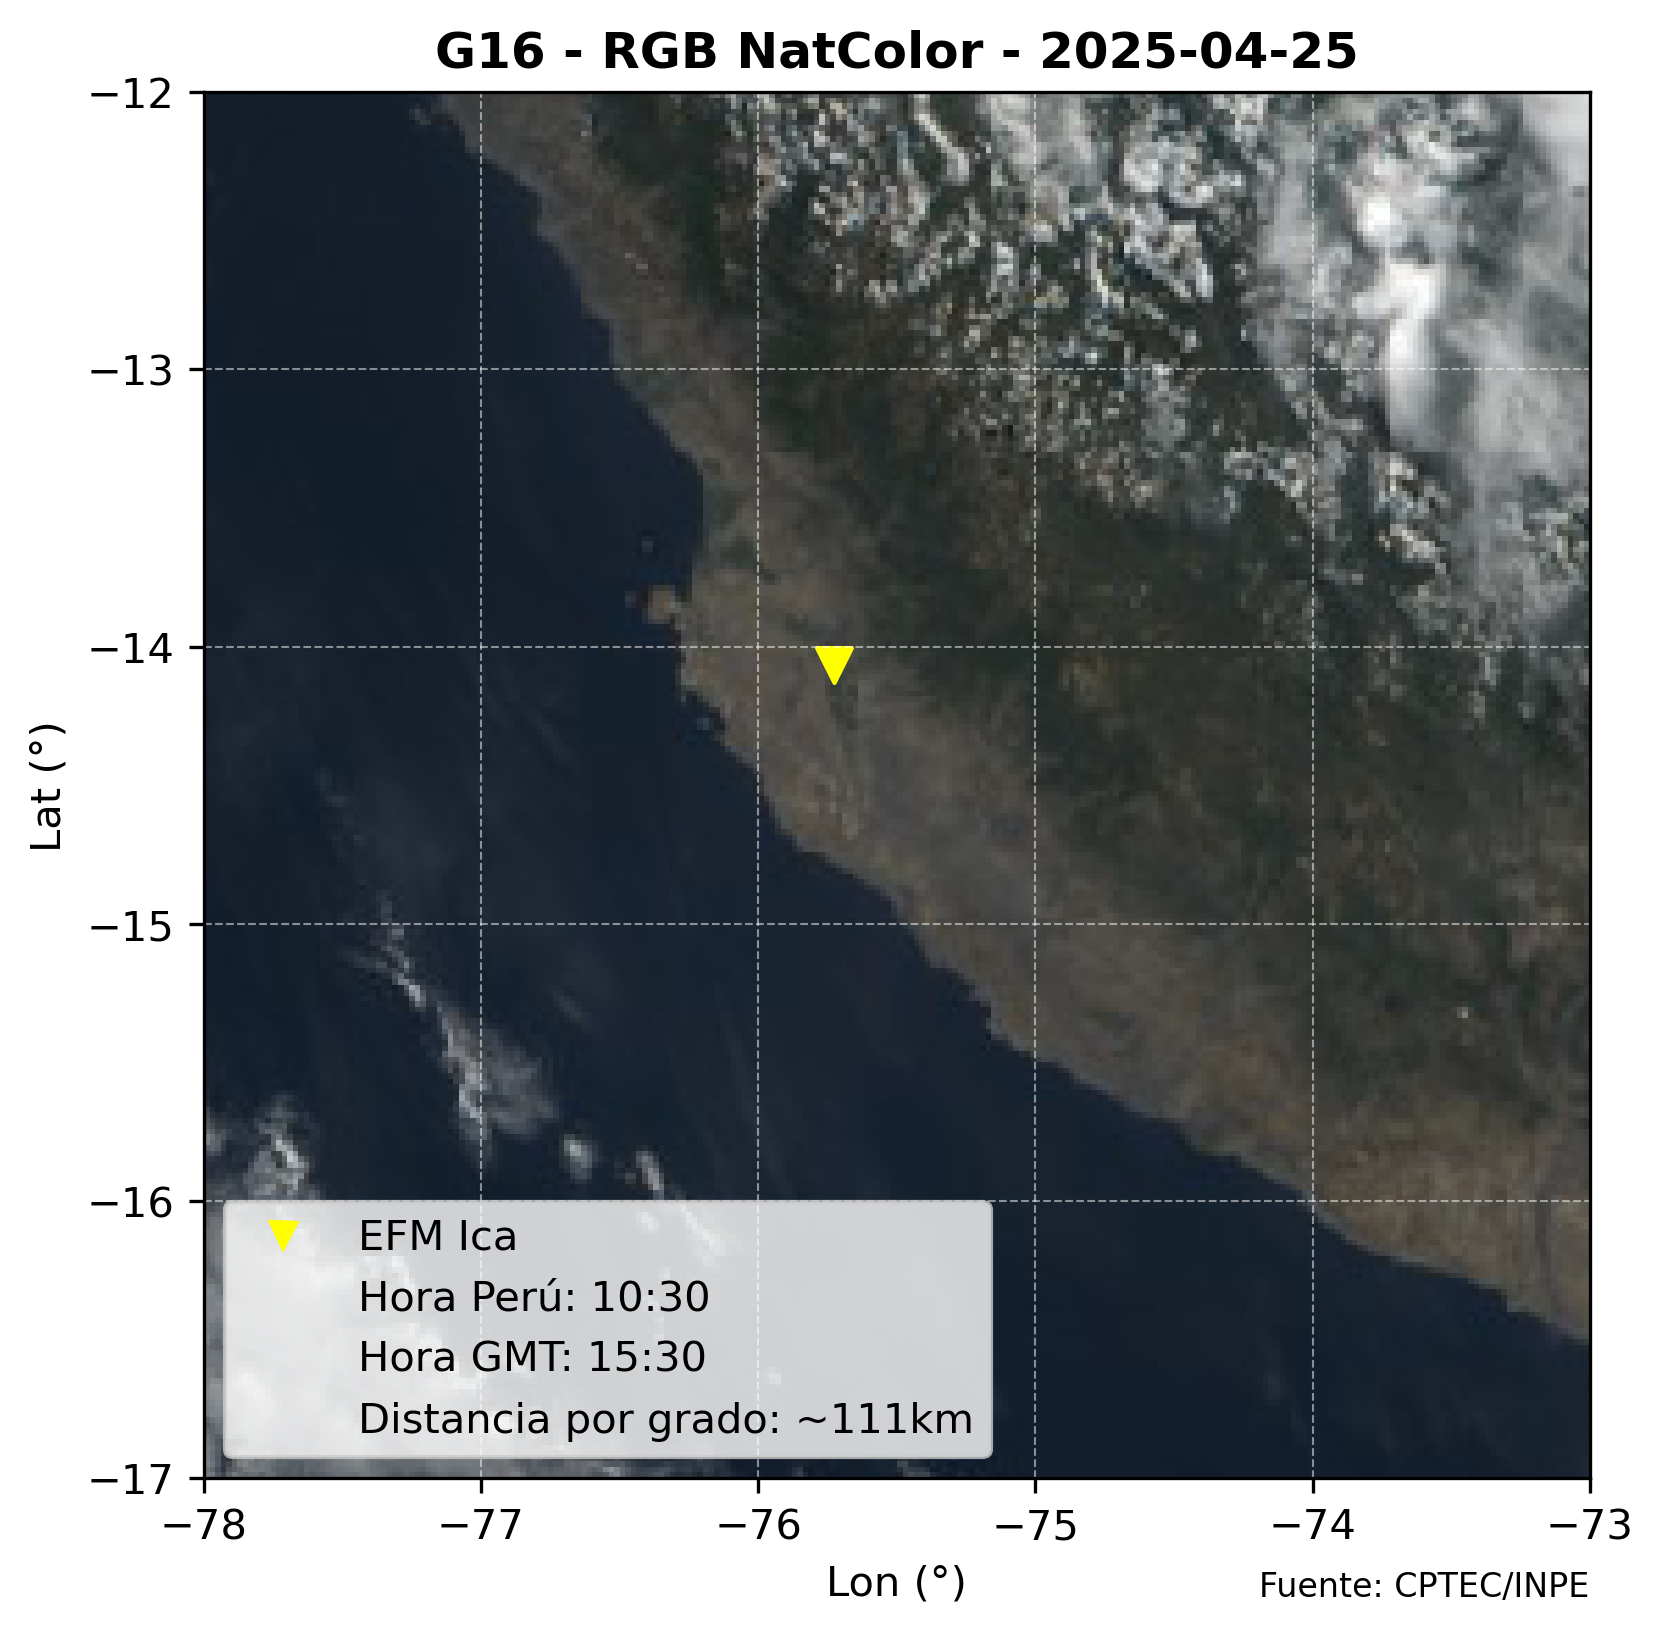 G16 - RGB NatColor - 2025-04-25
−12
−13
−14
−15
−16
−17
Lat (°)
EFM Ica
Hora Perú: 10:30
Hora GMT: 15:30
Distancia por grado: ~111km
−78
−77
−76
−75
−74
−73
Lon (°)
Fuente: CPTEC/INPE